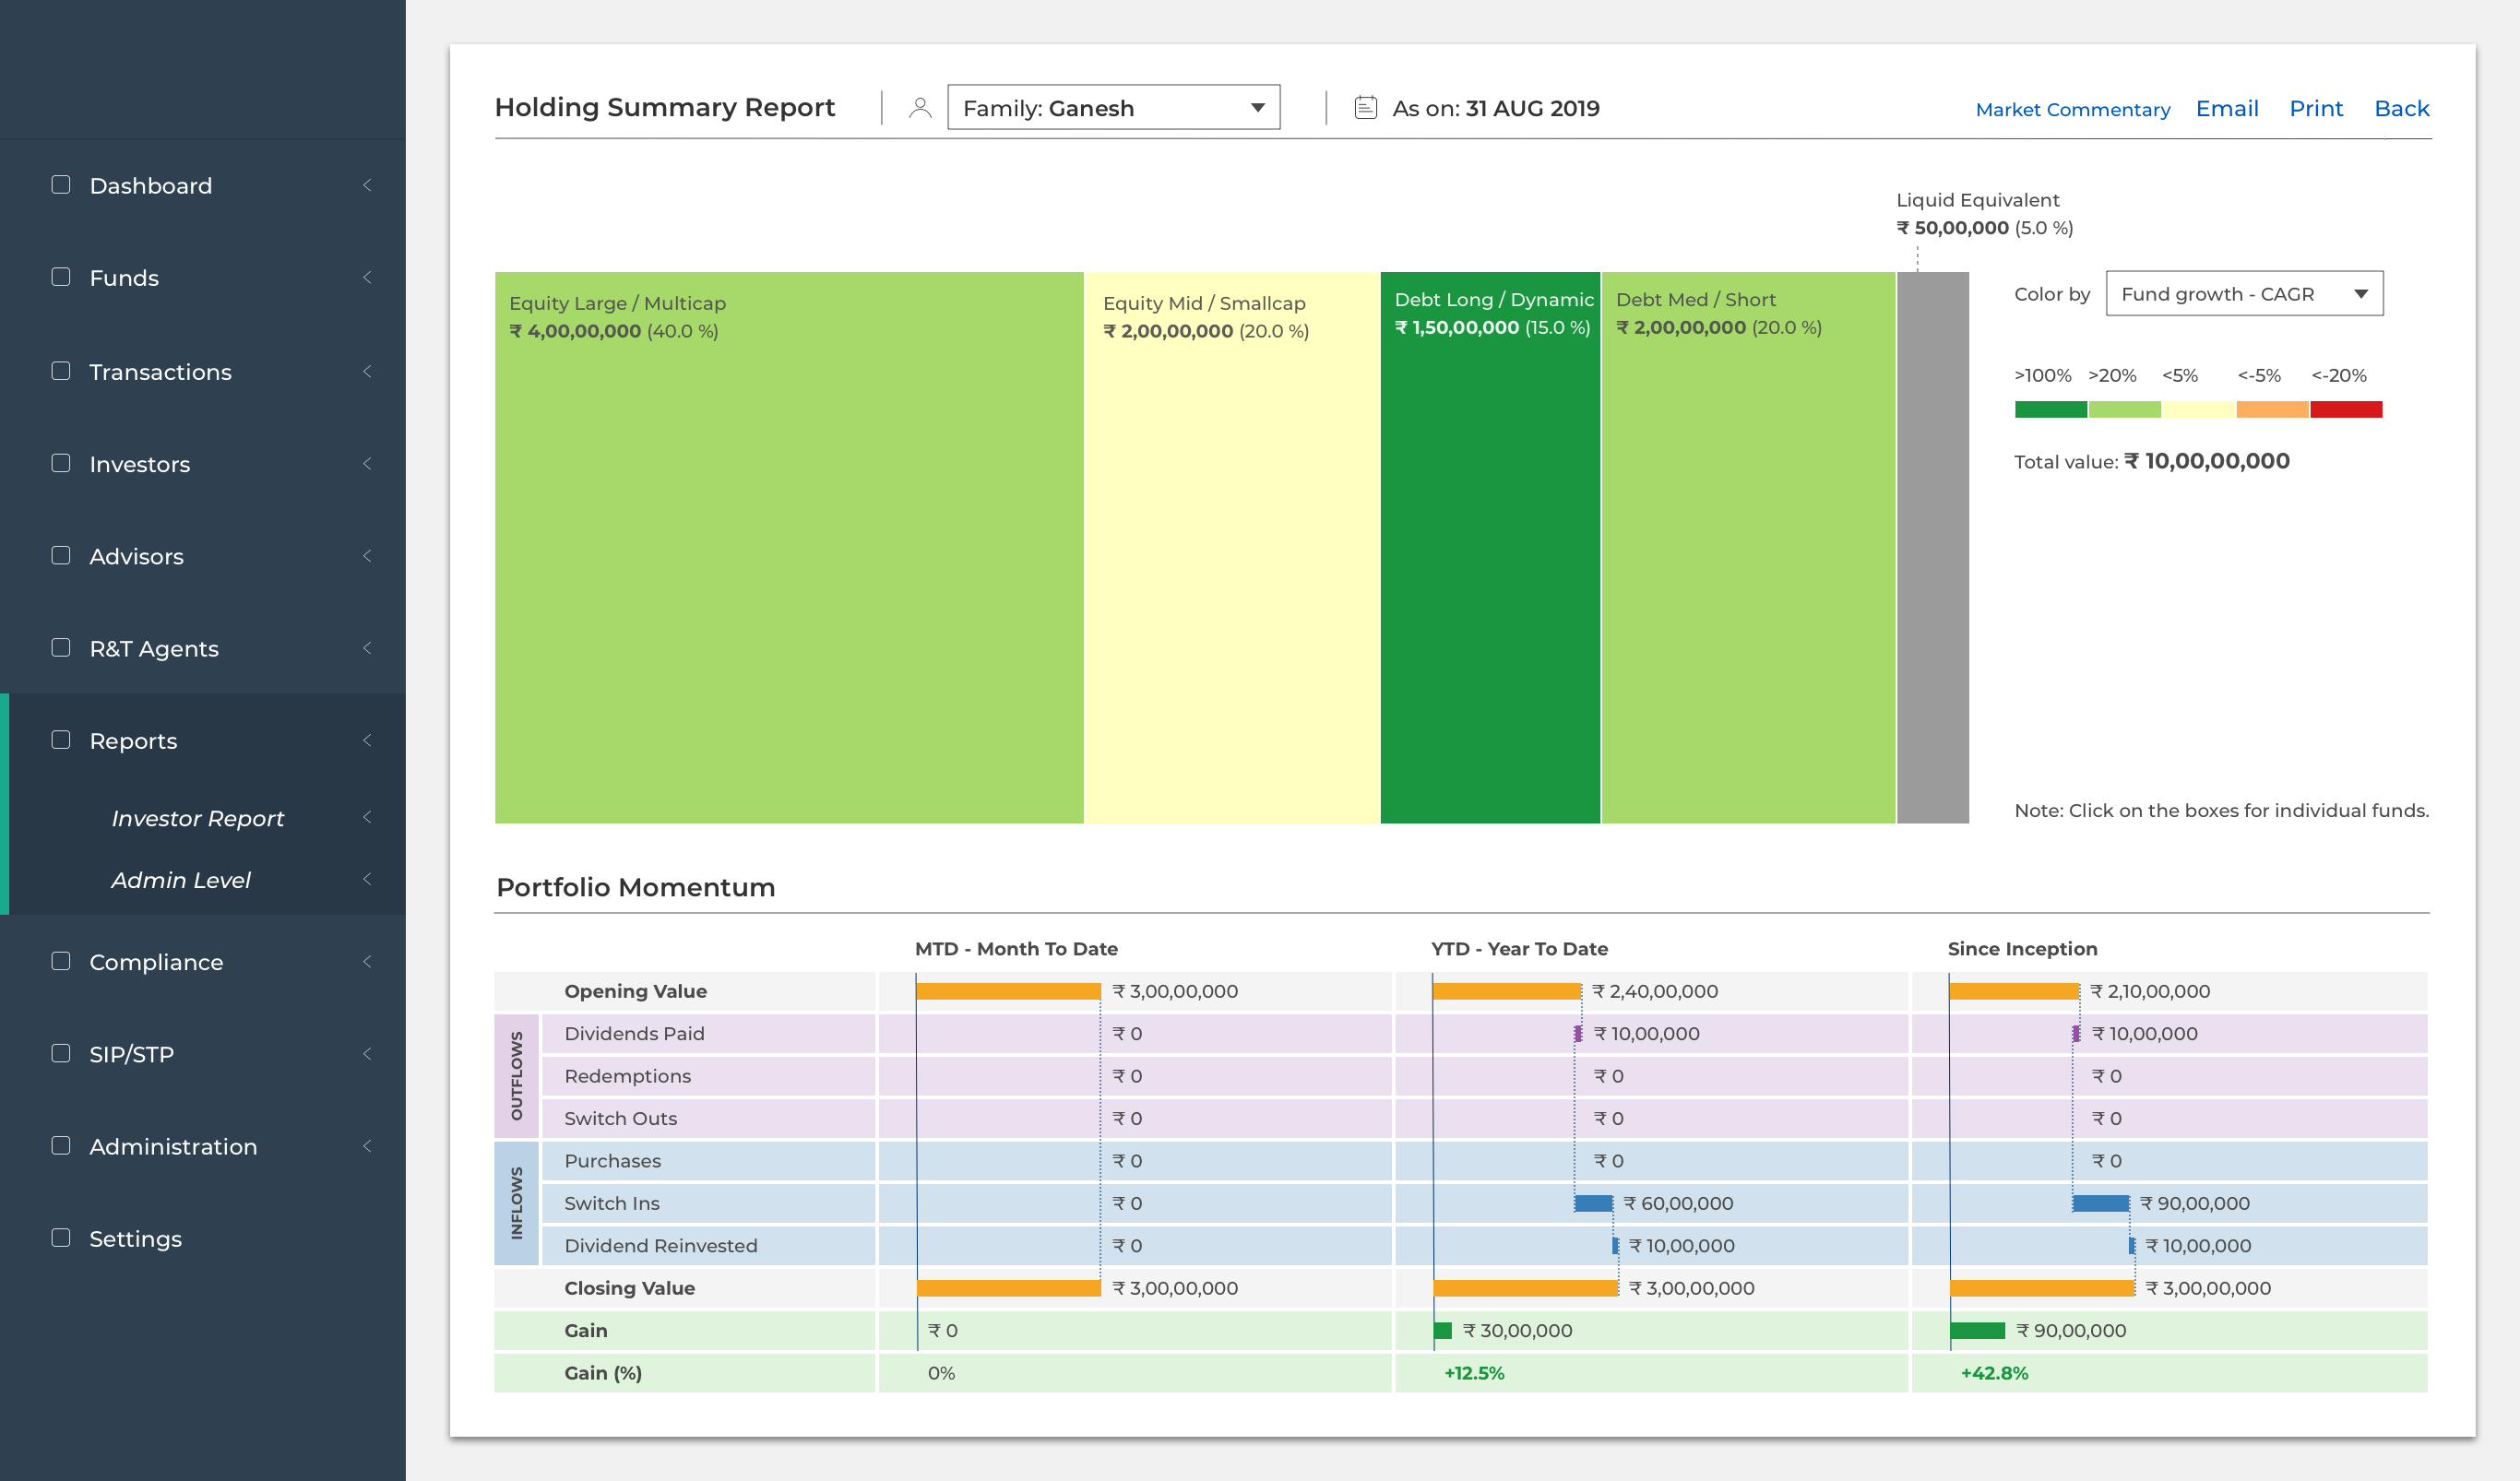 Dashboard
Funds
Transactions
Investors
Advisors
R&T Agents
Reports
Investor Report
Admin Level
Compliance
SIP/STP
Administration
Settings
Holding Summary Report
Family: Ganesh
As on: 31 AUG 2019
Market Commentary Email Print Back
Liquid Equivalent
₹ 50,00,000 (5.0 %)
Equity Large / Multicap
₹ 4,00,00,000 (40.0 %)
Equity Mid / Smallcap
₹ 2,00,00,000 (20.0 %)
Debt Long / Dynamic
₹ 1,50,00,000 (15.0 %)
Debt Med / Short
₹ 2,00,00,000 (20.0 %)
Color by Fund growth - CAGR
>100% >20% <5% <-5% <-20%
Total value: ₹ 10,00,00,000
Note: Click on the boxes for individual funds.
Portfolio Momentum
MTD - Month To Date YTD - Year To Date Since Inception
Opening Value ₹ 3,00,00,000 ₹ 2,40,00,000 ₹ 2,10,00,000
OUTFLOWS
Dividends Paid ₹ 0 ₹ 10,00,000 ₹ 10,00,000
Redemptions ₹ 0 ₹ 0 ₹ 0
Switch Outs ₹ 0 ₹ 0 ₹ 0
INFLOWS
Purchases ₹ 0 ₹ 0 ₹ 0
Switch Ins ₹ 0 ₹ 60,00,000 ₹ 90,00,000
Dividend Reinvested ₹ 0 ₹ 10,00,000 ₹ 10,00,000
Closing Value ₹ 3,00,00,000 ₹ 3,00,00,000 ₹ 3,00,00,000
Gain ₹ 0 ₹ 30,00,000 ₹ 90,00,000
Gain (%) 0% +12.5% +42.8%